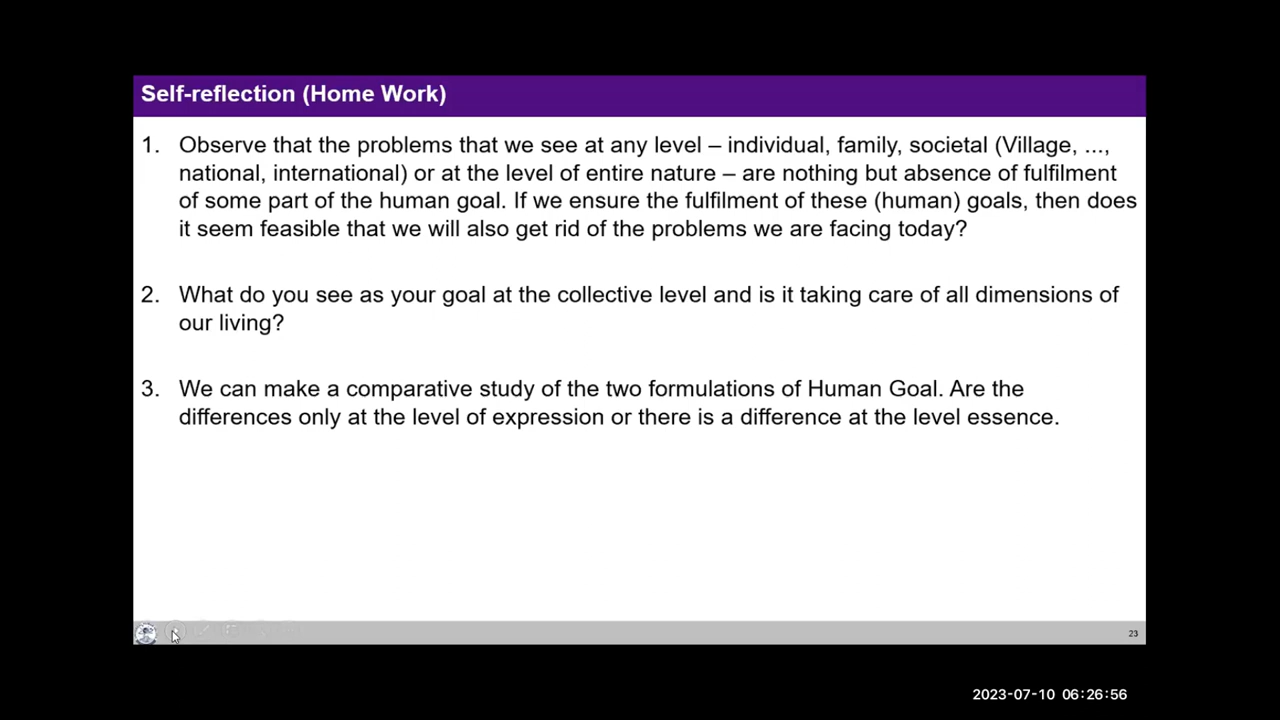 Self-reflection (Home Work)
1. Observe that the problems that we see at any level – individual, family, societal (Village, ...,
national, international) or at the level of entire nature – are nothing but absence of fulfilment
of some part of the human goal. If we ensure the fulfilment of these (human) goals, then does
it seem feasible that we will also get rid of the problems we are facing today?
2. What do you see as your goal at the collective level and is it taking care of all dimensions of
our living?
3. We can make a comparative study of the two formulations of Human Goal. Are the
differences only at the level of expression or there is a difference at the level essence.
23
2023-07-10 06:26:56